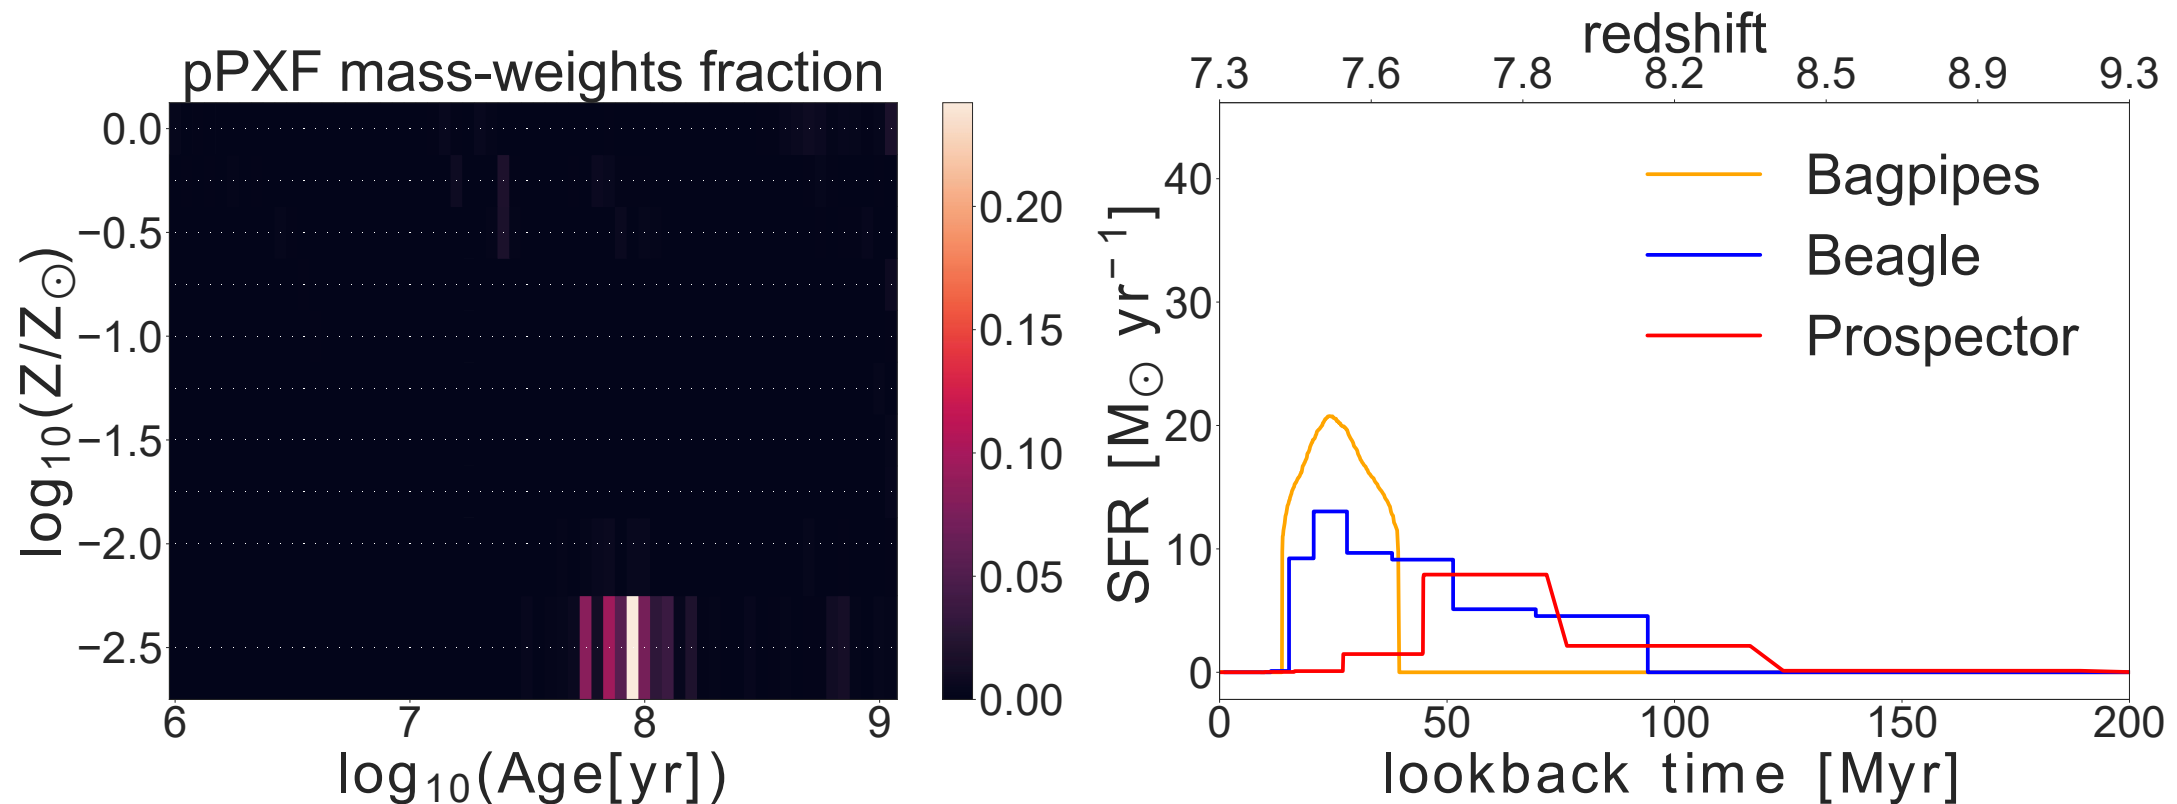 pPXF mass-weights fraction
0.0
−0.5
−1.0
−1.5
−2.0
−2.5
log₁₀(Z/Z☉)
6 7 8 9
log₁₀(Age[yr])
0.20
0.15
0.10
0.05
0.00
redshift
7.3 7.6 7.8 8.2 8.5 8.9 9.3
40
30
20
10
0
SFR [M☉ yr⁻¹]
Bagpipes
Beagle
Prospector
0 50 100 150 200
lookback time [Myr]